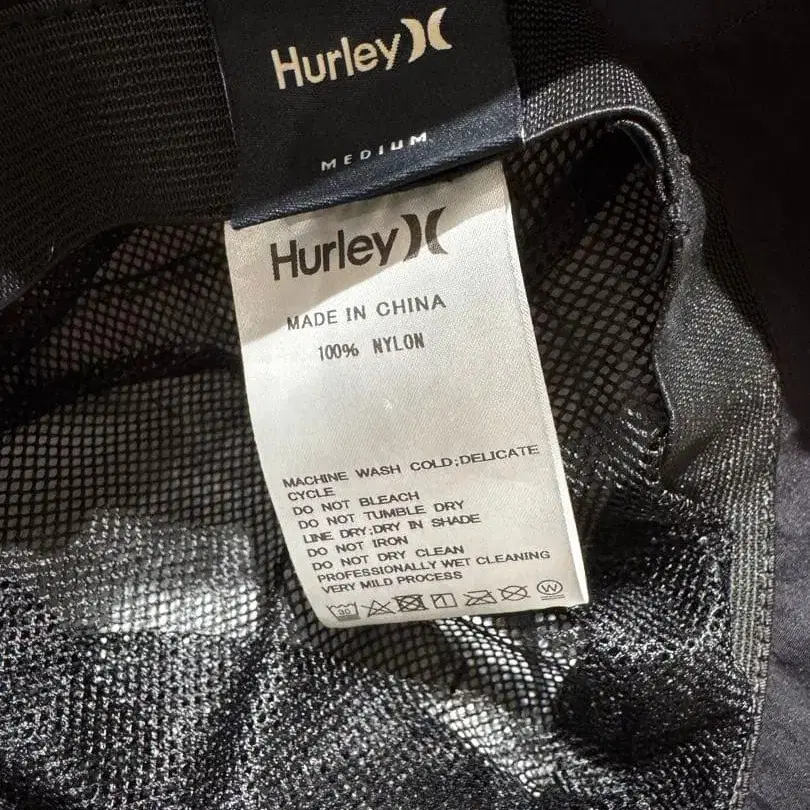 Hurley
MEDIUM
Hurley
MADE IN CHINA
100% NYLON
MACHINE WASH COLD;DELICATE
CYCLE
DO NOT BLEACH
DO NOT TUMBLE DRY
LINE DRY;DRY IN SHADE
DO NOT IRON
DO NOT DRY CLEAN
PROFESSIONALLY WET CLEANING
VERY MILD PROCESS
30 W